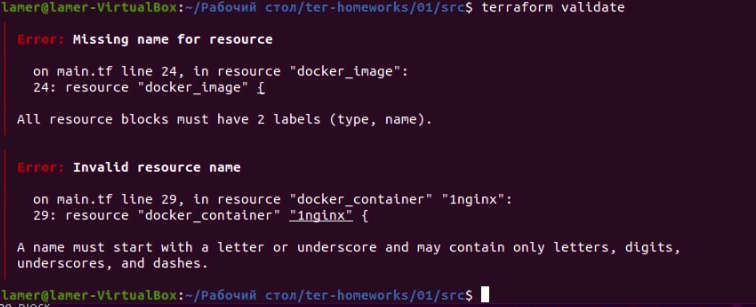 lamer@lamer-VirtualBox:~/Рабочий стол/ter-homeworks/01/src$ terraform validate
Error: Missing name for resource
on main.tf line 24, in resource "docker_image":
24: resource "docker_image" {
All resource blocks must have 2 labels (type, name).
Error: Invalid resource name
on main.tf line 29, in resource "docker_container" "1nginx":
29: resource "docker_container" "1nginx" {
A name must start with a letter or underscore and may contain only letters, digits,
underscores, and dashes.
lamer@lamer-VirtualBox:~/Рабочий стол/ter-homeworks/01/src$